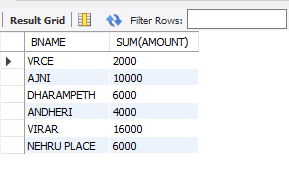 Result Grid Filter Rows:
BNAME SUM(AMOUNT)
VRCE 2000
AJNI 10000
DHARAMPETH 6000
ANDHERI 4000
VIRAR 16000
NEHRU PLACE 6000